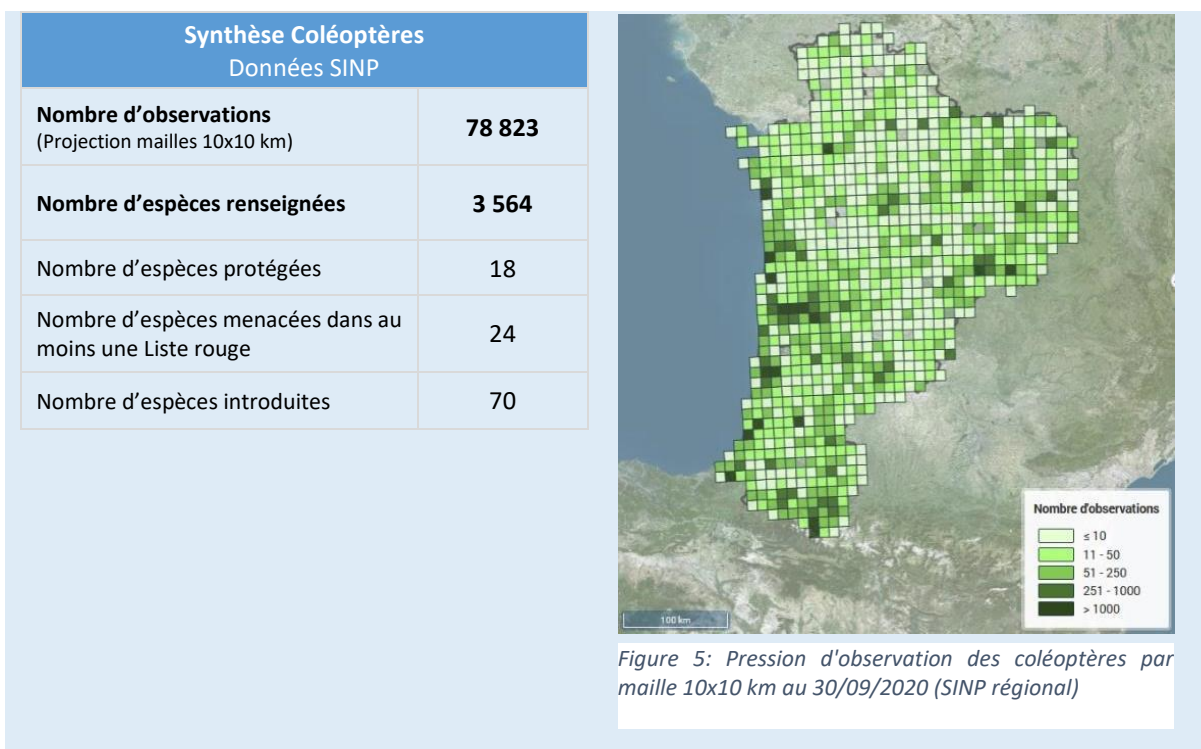 Synthèse Coléoptères
Données SINP
Nombre d’observations
(Projection mailles 10x10 km)
78 823
Nombre d’espèces renseignées
3 564
Nombre d’espèces protégées
18
Nombre d’espèces menacées dans au
moins une Liste rouge
24
Nombre d’espèces introduites
70
Nombre d'observations
≤ 10
11 - 50
51 - 250
251 - 1000
> 1000
100 km
Figure 5: Pression d'observation des coléoptères par
maille 10x10 km au 30/09/2020 (SINP régional)